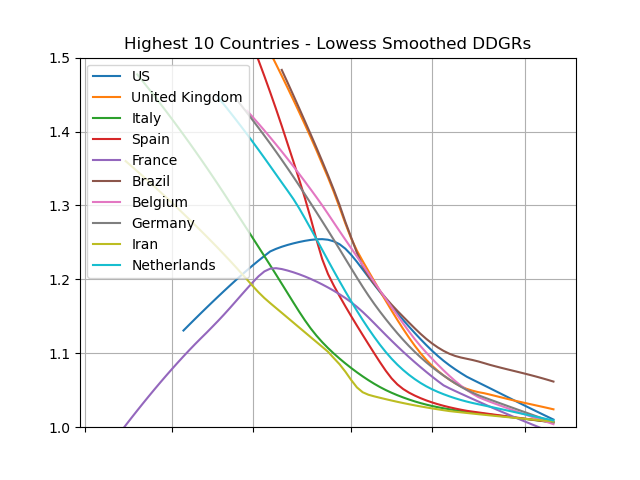 Highest 10 Countries - Lowess Smoothed DDGRs
1.5
1.4
1.3
1.2
1.1
1.0
US
United Kingdom
Italy
Spain
France
Brazil
Belgium
Germany
Iran
Netherlands